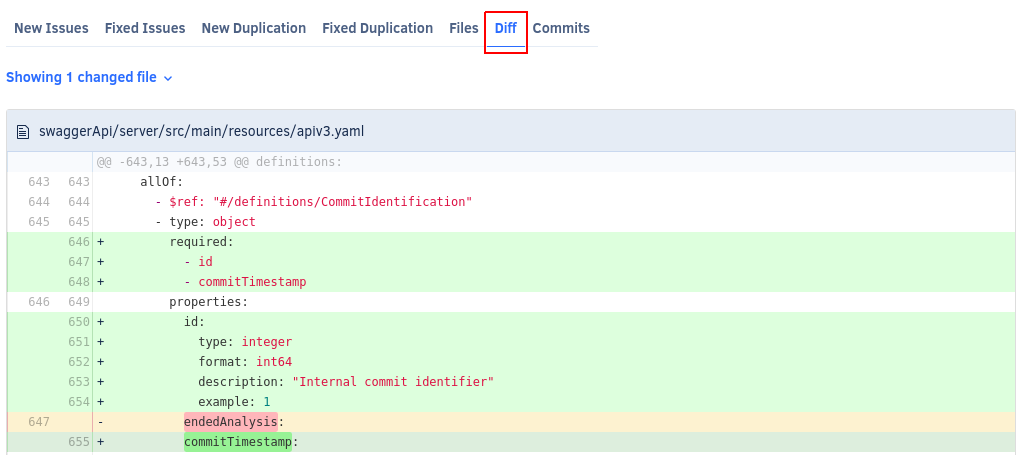 New Issues Fixed Issues New Duplication Fixed Duplication Files Diff Commits
Showing 1 changed file
swaggerApi/server/src/main/resources/apiv3.yaml
@@ -643,13 +643,53 @@ definitions:
643 643 allOf:
644 644 - $ref: "#/definitions/CommitIdentification"
645 645 - type: object
646 + required:
647 + - id
648 + - commitTimestamp
646 649 properties:
650 + id:
651 + type: integer
652 + format: int64
653 + description: "Internal commit identifier"
654 + example: 1
647 - endedAnalysis:
655 + commitTimestamp: